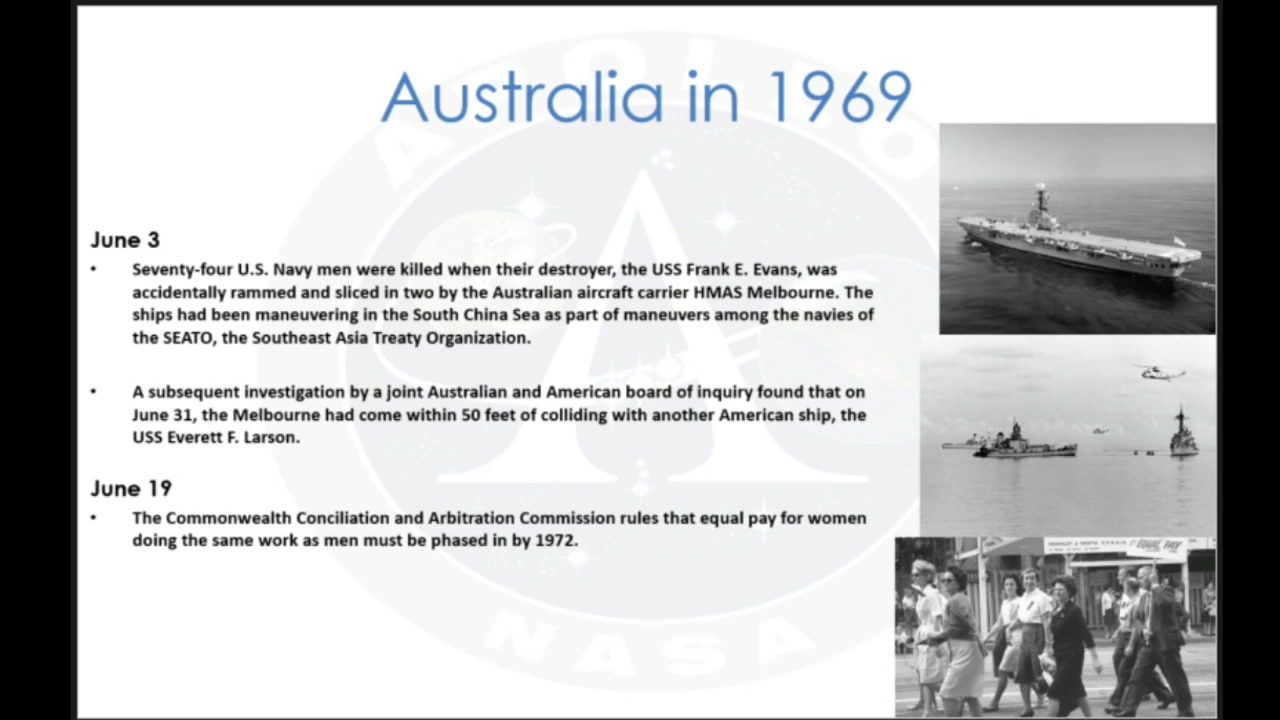 Australia in 1969
June 3
• Seventy-four U.S. Navy men were killed when their destroyer, the USS Frank E. Evans, was
accidentally rammed and sliced in two by the Australian aircraft carrier HMAS Melbourne. The
ships had been maneuvering in the South China Sea as part of maneuvers among the navies of
the SEATO, the Southeast Asia Treaty Organization.
• A subsequent investigation by a joint Australian and American board of inquiry found that on
June 31, the Melbourne had come within 50 feet of colliding with another American ship, the
USS Everett F. Larson.
June 19
• The Commonwealth Conciliation and Arbitration Commission rules that equal pay for women
doing the same work as men must be phased in by 1972.
APOLLO
NASA
EQUAL PAY